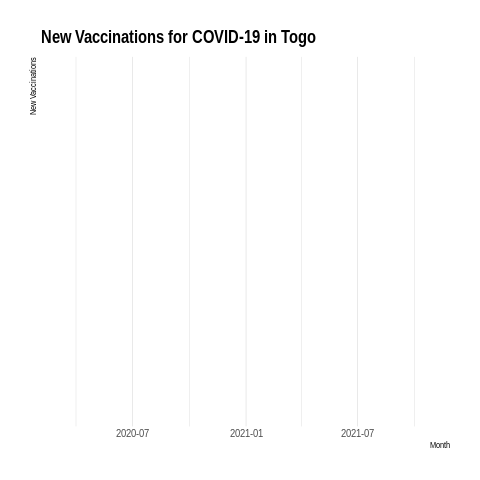 New Vaccinations for COVID-19 in Togo
New Vaccinations
2020-07
2021-01
2021-07
Month